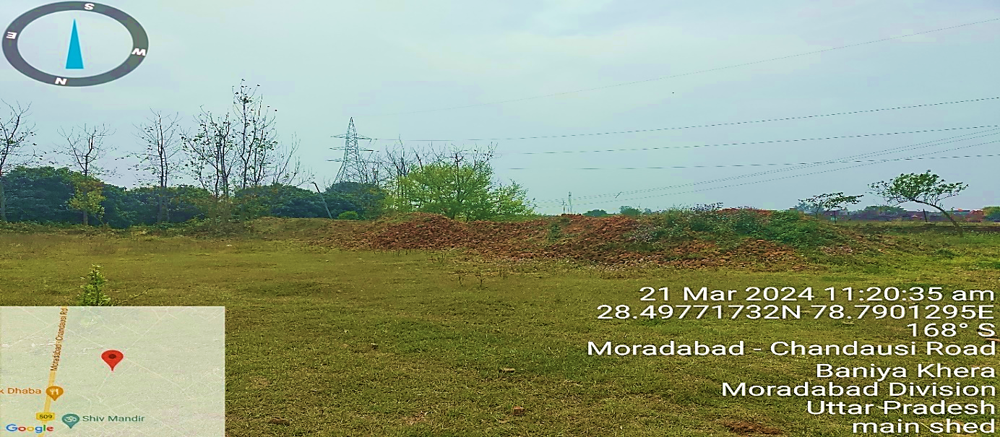 S
E
W
N
21 Mar 2024 11:20:35 am
28.49771732N 78.7901295E
168° S
Moradabad - Chandausi Road
Baniya Khera
Moradabad Division
Uttar Pradesh
main shed
Moradabad - Chandausi Rd
k Dhaba
509
Shiv Mandir
Google